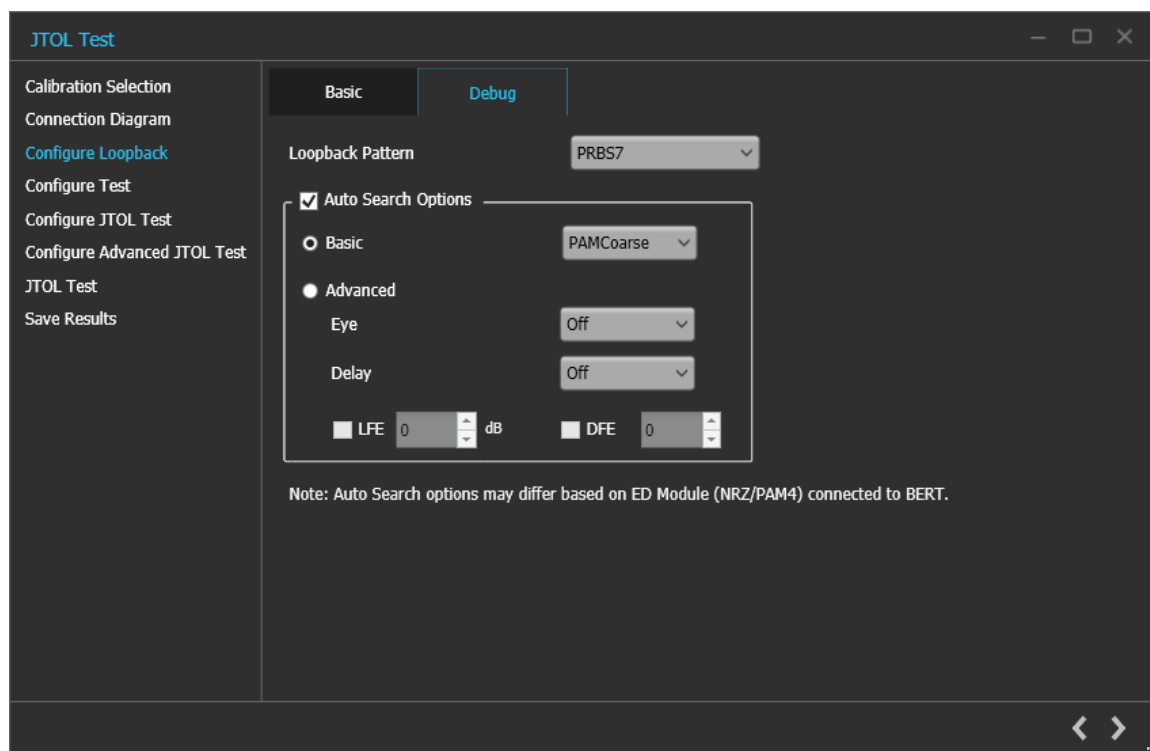 JTOL Test
Calibration Selection
Connection Diagram
Configure Loopback
Configure Test
Configure JTOL Test
Configure Advanced JTOL Test
JTOL Test
Save Results
Basic Debug
Loopback Pattern PRBS7
Auto Search Options
Basic PAMCoarse
Advanced
Eye Off
Delay Off
LFE 0 dB DFE 0
Note: Auto Search options may differ based on ED Module (NRZ/PAM4) connected to BERT.